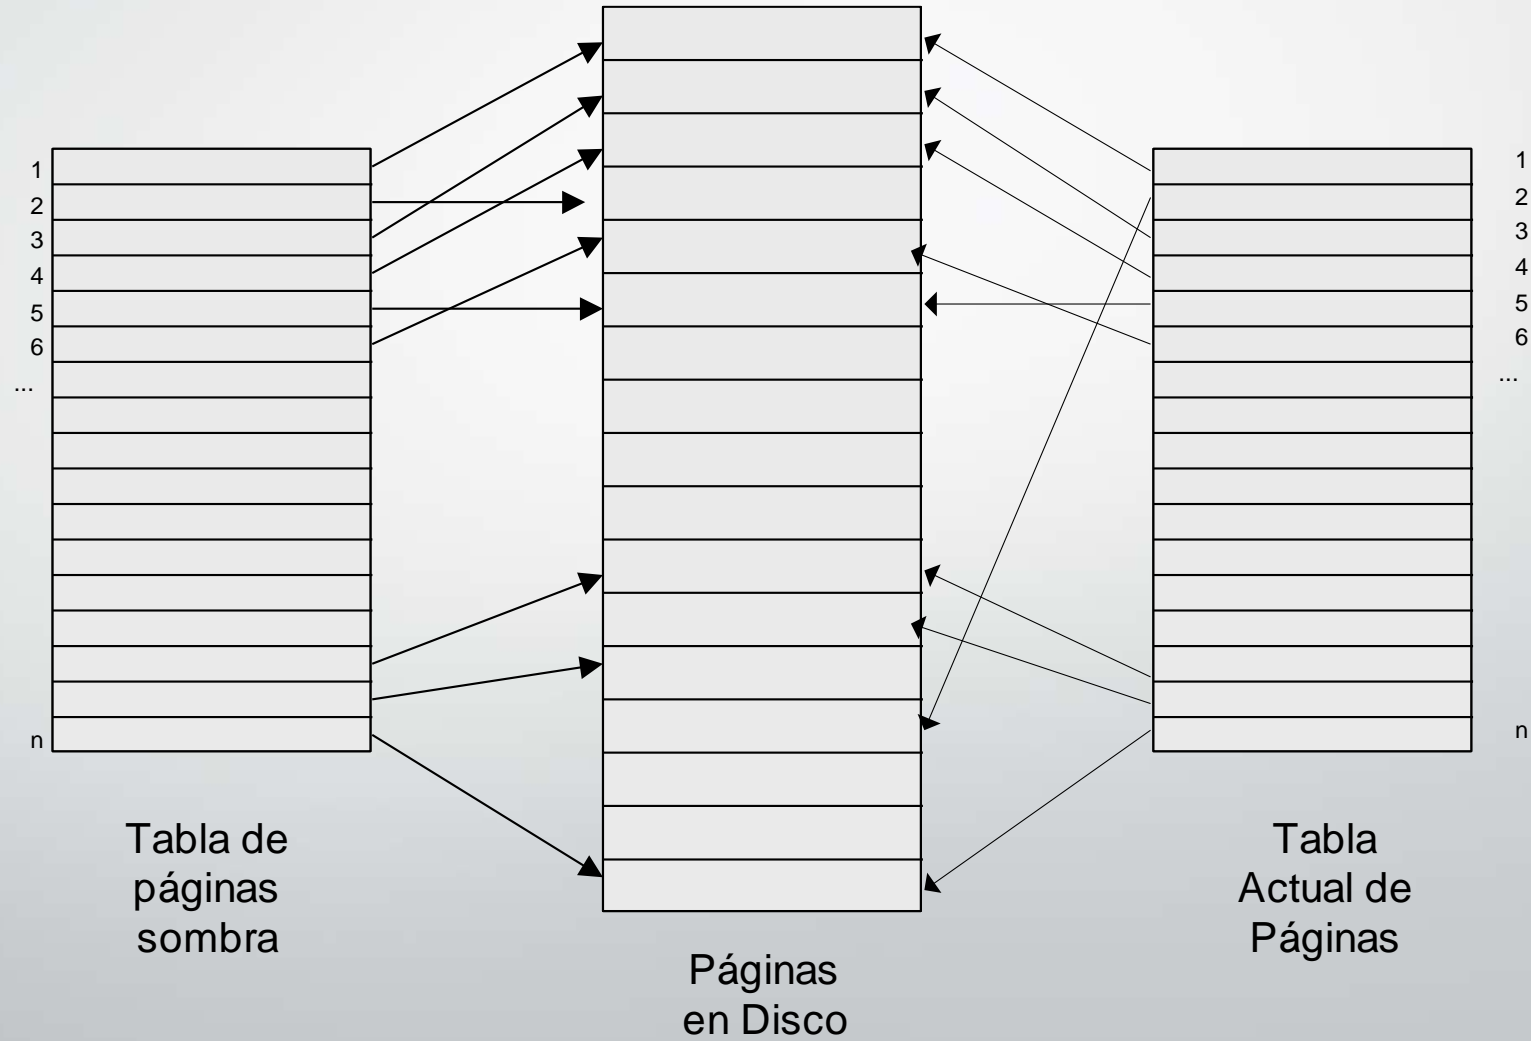 1
2
3
4
5
6
...
n
Tabla de
páginas
sombra
Páginas
en Disco
1
2
3
4
5
6
...
n
Tabla
Actual de
Páginas